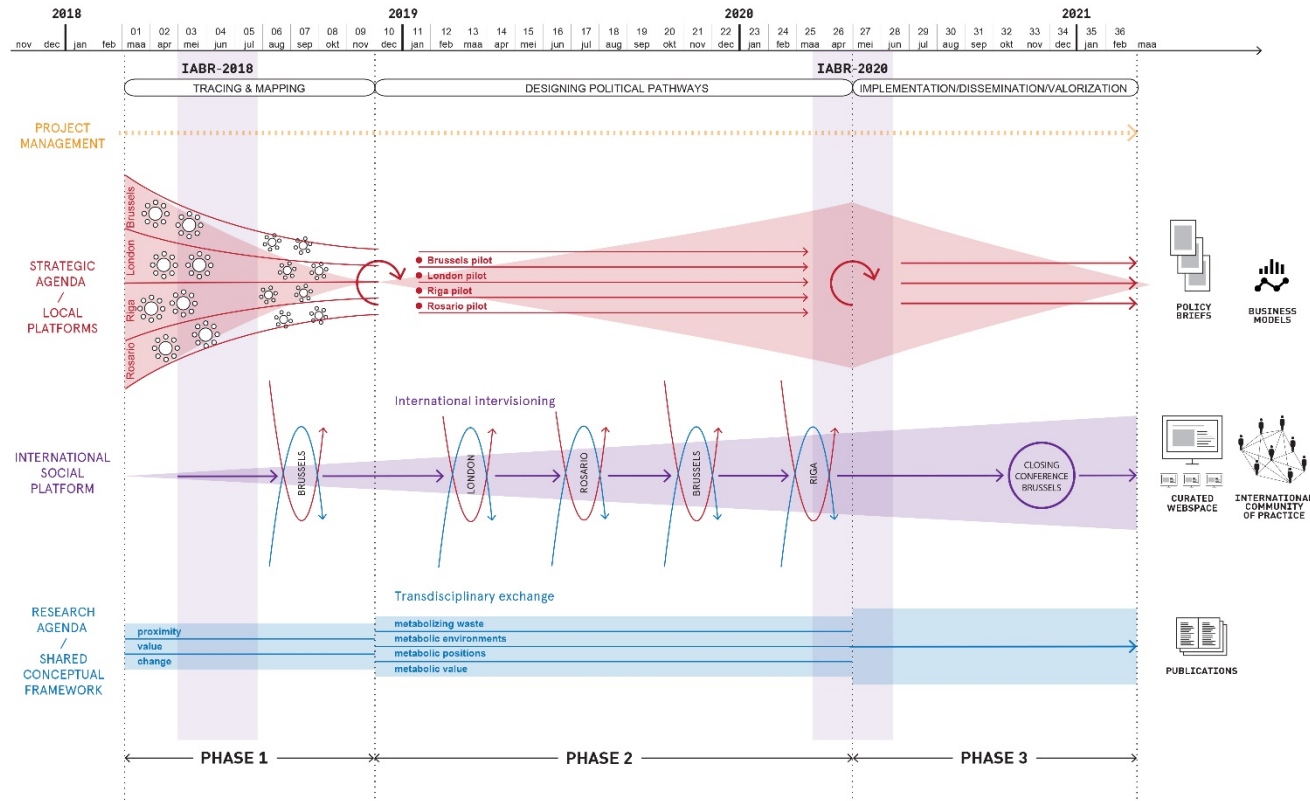 2018 2019 2020 2021
01 02 03 04 05 06 07 08 09 10 11 12 13 14 15 16 17 18 19 20 21 22 23 24 25 26 27 28 29 30 31 32 33 34 35 36
nov dec jan feb maa apr mei jun jul aug sep okt nov dec jan feb maa apr mei jun jul aug sep okt nov dec jan feb maa apr mei jun jul aug sep okt nov dec jan feb maa
IABR-2018
IABR-2020
TRACING & MAPPING
DESIGNING POLITICAL PATHWAYS
IMPLEMENTATION/DISSEMINATION/VALORIZATION
PROJECT
MANAGEMENT
STRATEGIC
AGENDA
/
LOCAL
PLATFORMS
Brussels
London
Riga
Rosario
Brussels pilot
London pilot
Riga pilot
Rosario pilot
POLICY
BRIEFS
BUSINESS
MODELS
INTERNATIONAL
SOCIAL
PLATFORM
International intervisioning
BRUSSELS
LONDON
ROSARIO
BRUSSELS
RIGA
CLOSING
CONFERENCE
BRUSSELS
CURATED
WEBSPACE
INTERNATIONAL
COMMUNITY
OF PRACTICE
RESEARCH
AGENDA
/
SHARED
CONCEPTUAL
FRAMEWORK
Transdisciplinary exchange
proximity
value
change
metabolizing waste
metabolic environments
metabolic positions
metabolic value
PUBLICATIONS
PHASE 1
PHASE 2
PHASE 3